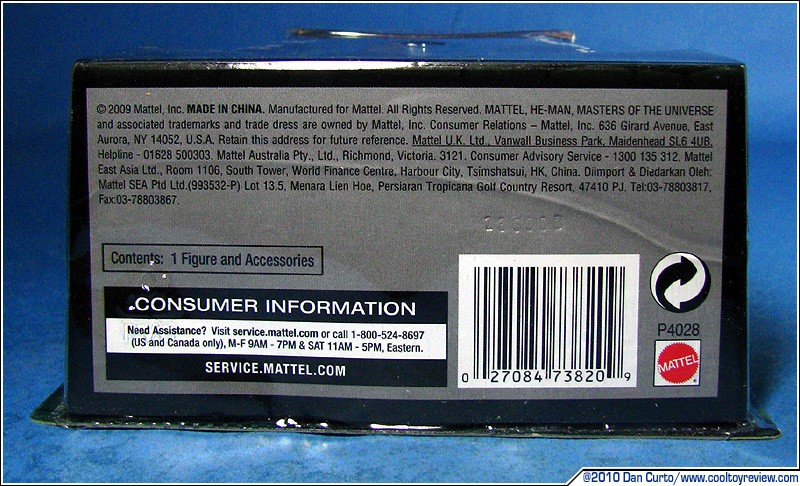 © 2009 Mattel, Inc. MADE IN CHINA. Manufactured for Mattel. All Rights Reserved. MATTEL, HE-MAN, MASTERS OF THE UNIVERSE
and associated trademarks and trade dress are owned by Mattel, Inc. Consumer Relations – Mattel, Inc. 636 Girard Avenue, East
Aurora, NY 14052, U.S.A. Retain this address for future reference. Mattel U.K. Ltd., Vanwall Business Park, Maidenhead SL6 4UB.
Helpline - 01628 500303. Mattel Australia Pty., Ltd., Richmond, Victoria. 3121. Consumer Advisory Service - 1300 135 312. Mattel
East Asia Ltd., Room 1106, South Tower, World Finance Centre, Harbour City, Tsimshatsui, HK, China. Diimport & Diedarkan Oleh:
Mattel SEA Ptd Ltd.(993532-P) Lot 13.5, Menara Lien Hoe, Persiaran Tropicana Golf Country Resort, 47410 PJ. Tel:03-78803817,
Fax:03-78803867.
Contents: 1 Figure and Accessories
CONSUMER INFORMATION
Need Assistance? Visit service.mattel.com or call 1-800-524-8697
(US and Canada only), M-F 9AM - 7PM & SAT 11AM - 5PM, Eastern.
SERVICE.MATTEL.COM
0 27084 73820 9
P4028
MATTEL
©2010 Dan Curto/www.cooltoyreview.com